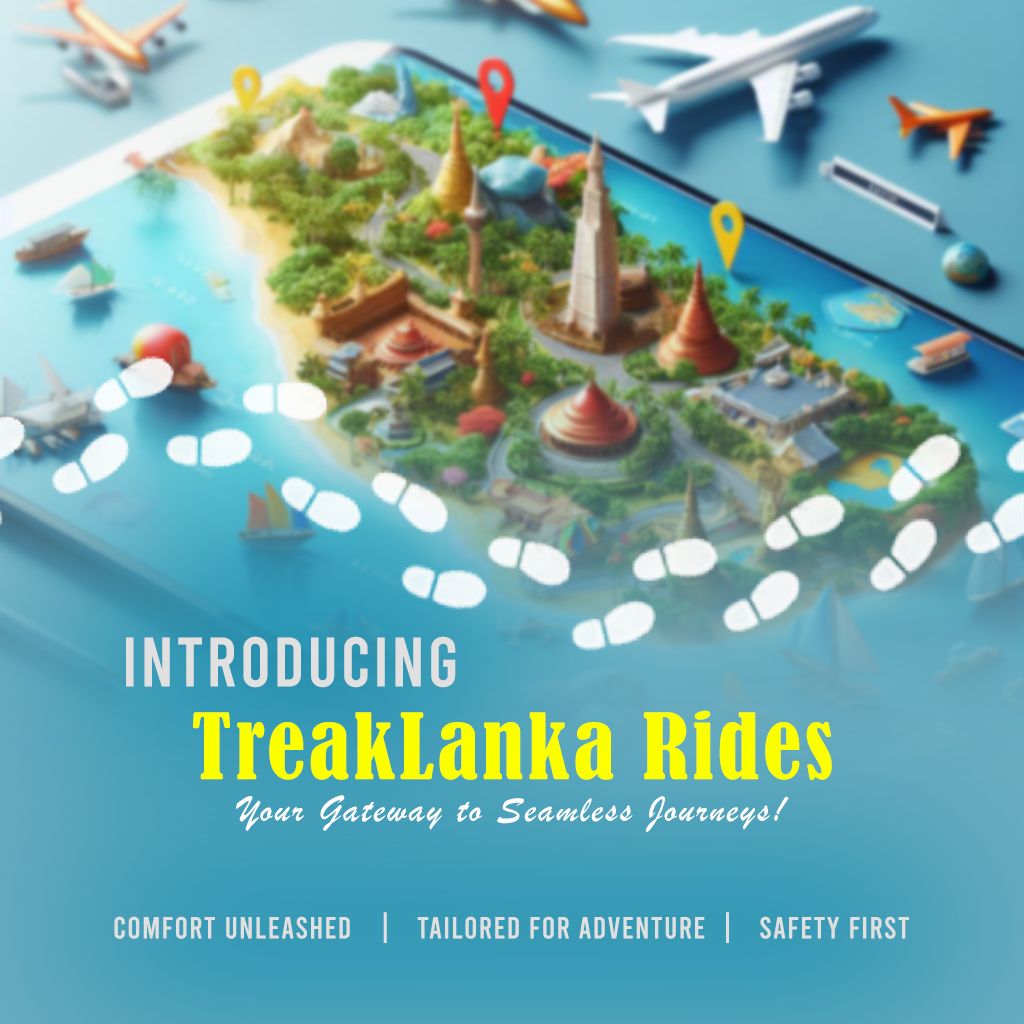 INTRODUCING
TreakLanka Rides
Your Gateway to Seamless Journeys!
COMFORT UNLEASHED | TAILORED FOR ADVENTURE | SAFETY FIRST